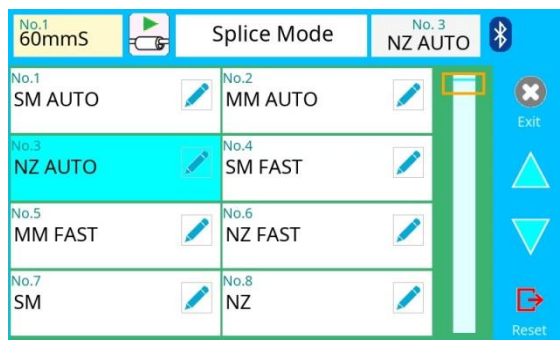 No.1
60mmS
Splice Mode
No. 3
NZ AUTO
No.1
SM AUTO
No.2
MM AUTO
Exit
No.3
NZ AUTO
No.4
SM FAST
No.5
MM FAST
No.6
NZ FAST
No.7
SM
No.8
NZ
Reset